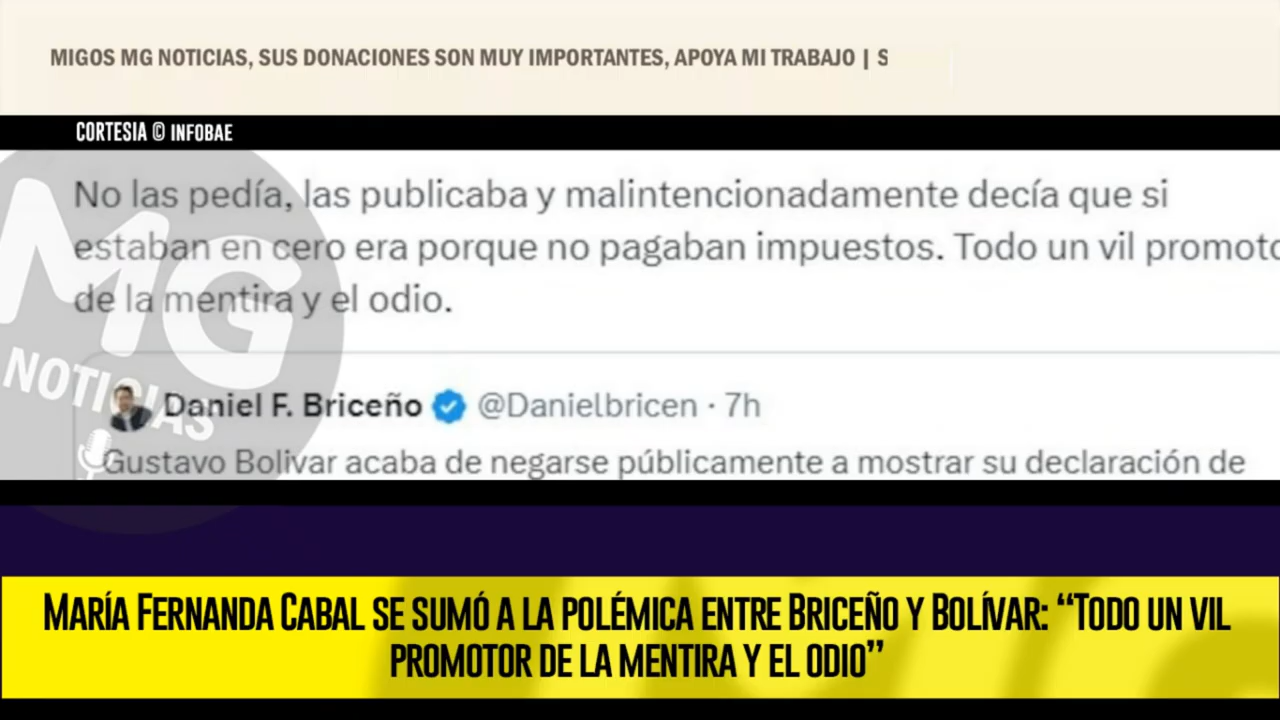 MIGOS MG NOTICIAS, SUS DONACIONES SON MUY IMPORTANTES, APOYA MI TRABAJO | S
CORTESIA © INFOBAE
No las pedía, las publicaba y malintencionadamente decía que si
estaban en cero era porque no pagaban impuestos. Todo un vil promoto
de la mentira y el odio.
MG
NOTICIAS
Daniel F. Briceño @Danielbricen · 7h
Gustavo Bolivar acaba de negarse públicamente a mostrar su declaración de
MARÍA FERNANDA CABAL SE SUMÓ A LA POLÉMICA ENTRE BRICEÑO Y BOLÍVAR: “TODO UN VIL
PROMOTOR DE LA MENTIRA Y EL ODIO”